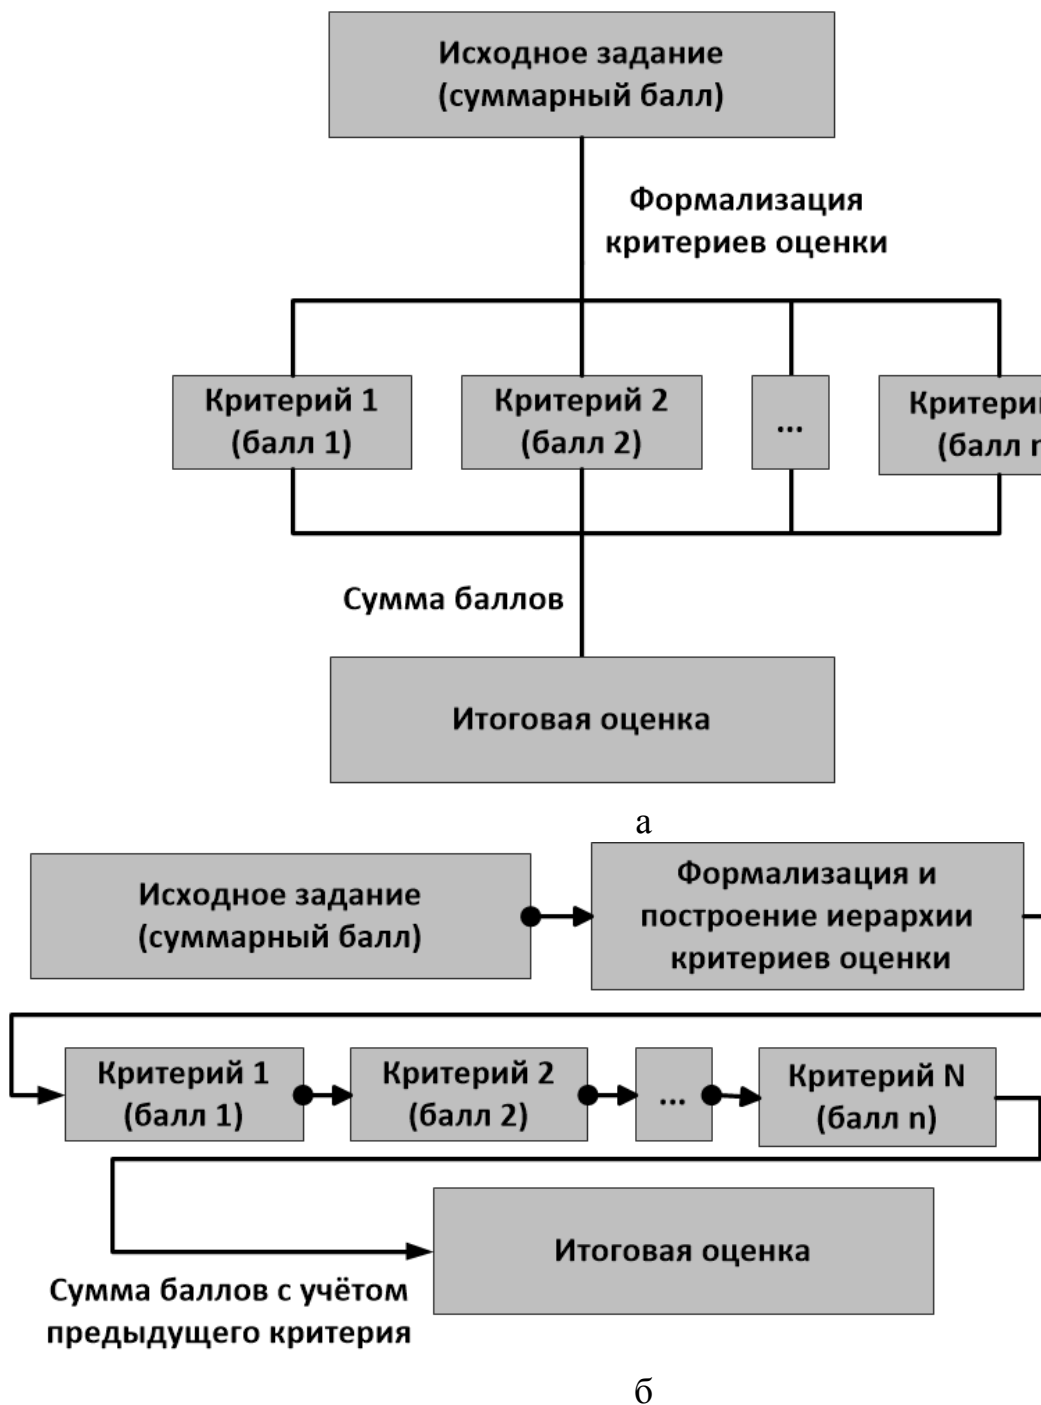 Исходное задание
(суммарный балл)
Формализация
критериев оценки
Критерий 1
(балл 1)
Критерий 2
(балл 2)
...
(балл n
Сумма баллов
Итоговая оценка
а
Исходное задание
(суммарный балл)
Формализация и
построение иерархии
критериев оценки
Критерий 1
(балл 1)
Критерий 2
(балл 2)
...
Критерий N
(балл n)
Итоговая оценка
Сумма баллов с учётом
предыдущего критерия
б